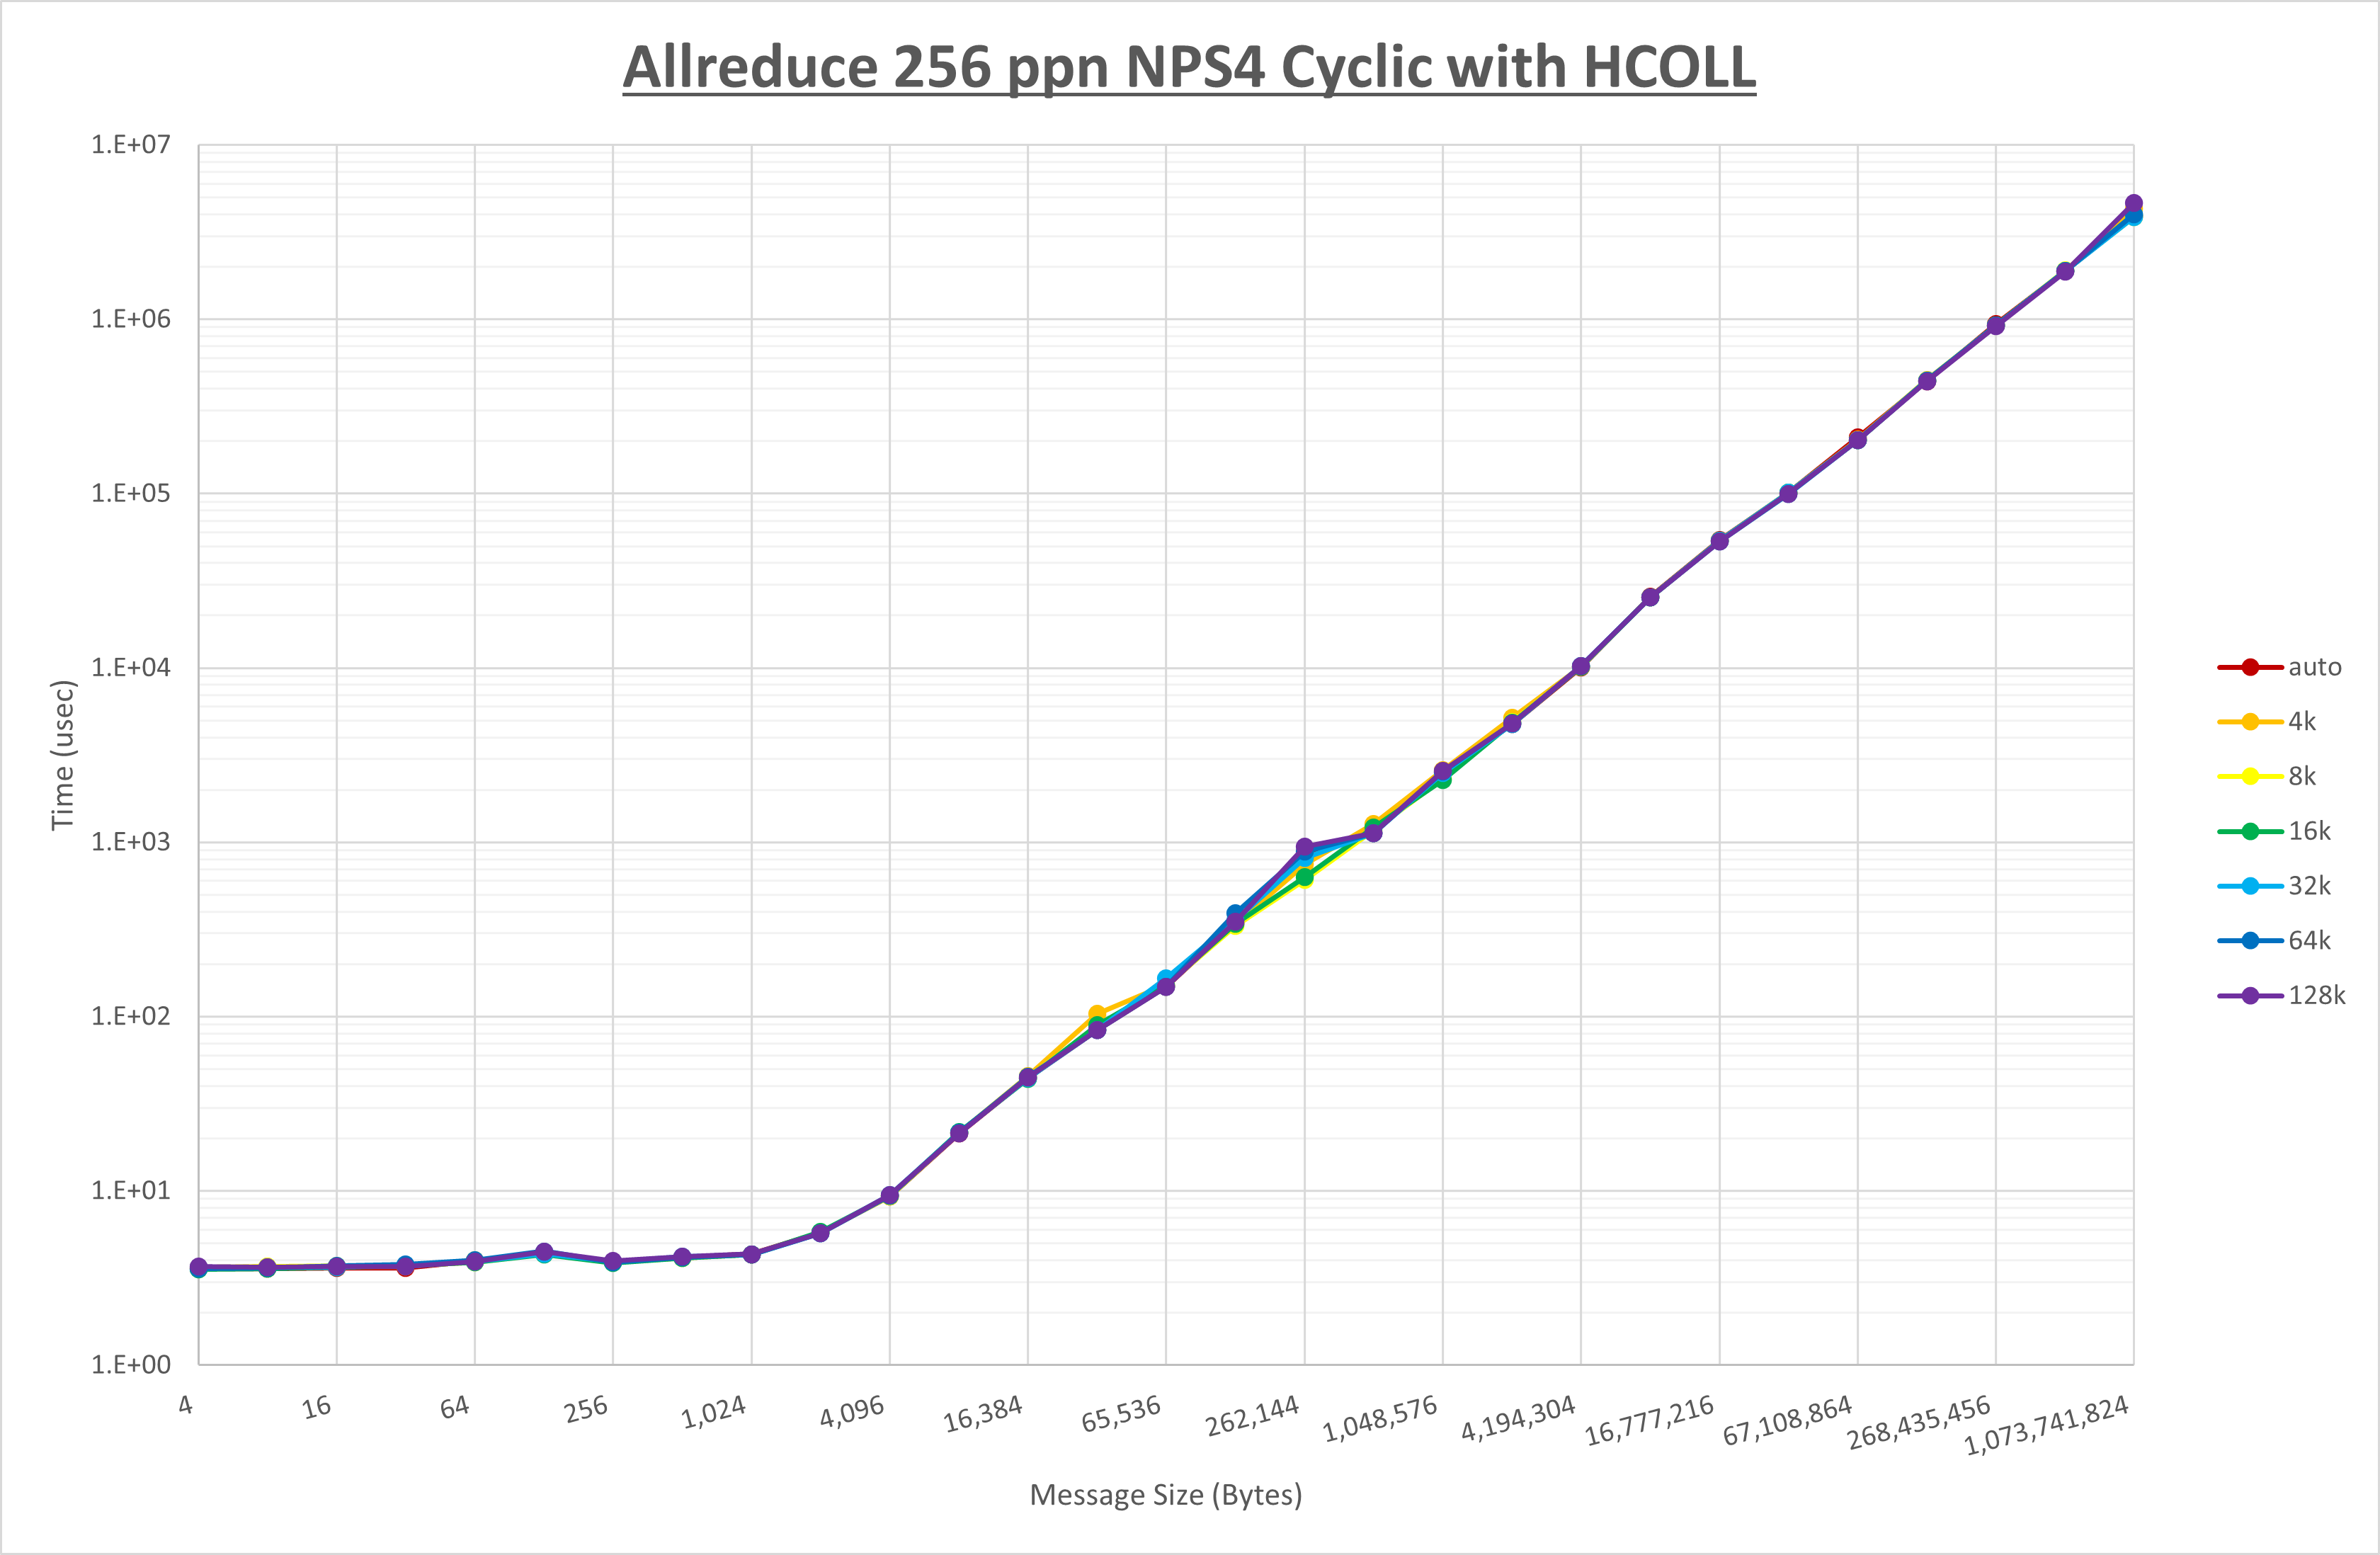 Allreduce 256 ppn NPS4 Cyclic with HCOLL
1.E+07
1.E+06
1.E+05
1.E+04
1.E+03
1.E+02
1.E+01
1.E+00
Time (usec)
4
16
64
256
1,024
4,096
16,384
65,536
262,144
1,048,576
4,194,304
16,777,216
67,108,864
268,435,456
1,073,741,824
Message Size (Bytes)
auto
4k
8k
16k
32k
64k
128k